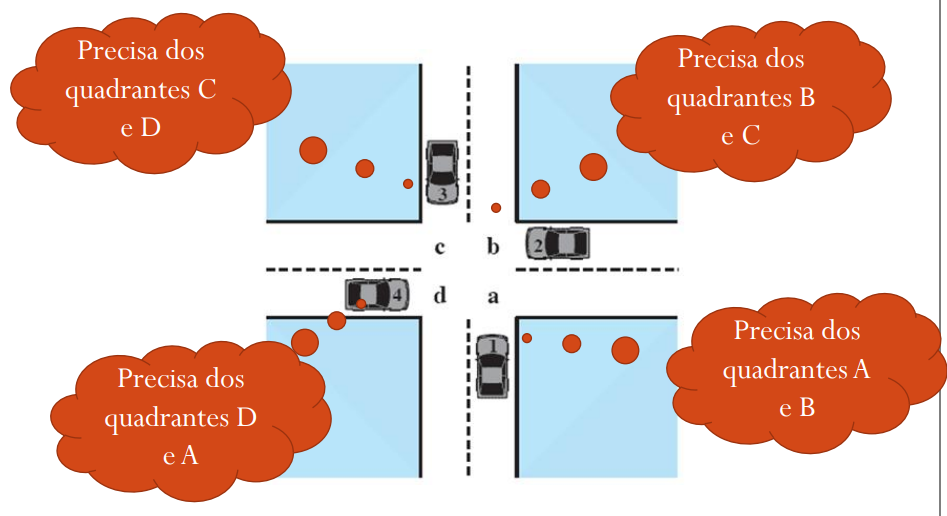 Precisa dos
quadrantes C
e D
Precisa dos
quadrantes B
e C
3
c
b
2
4
d
a
1
Precisa dos
quadrantes D
e A
Precisa dos
quadrantes A
e B